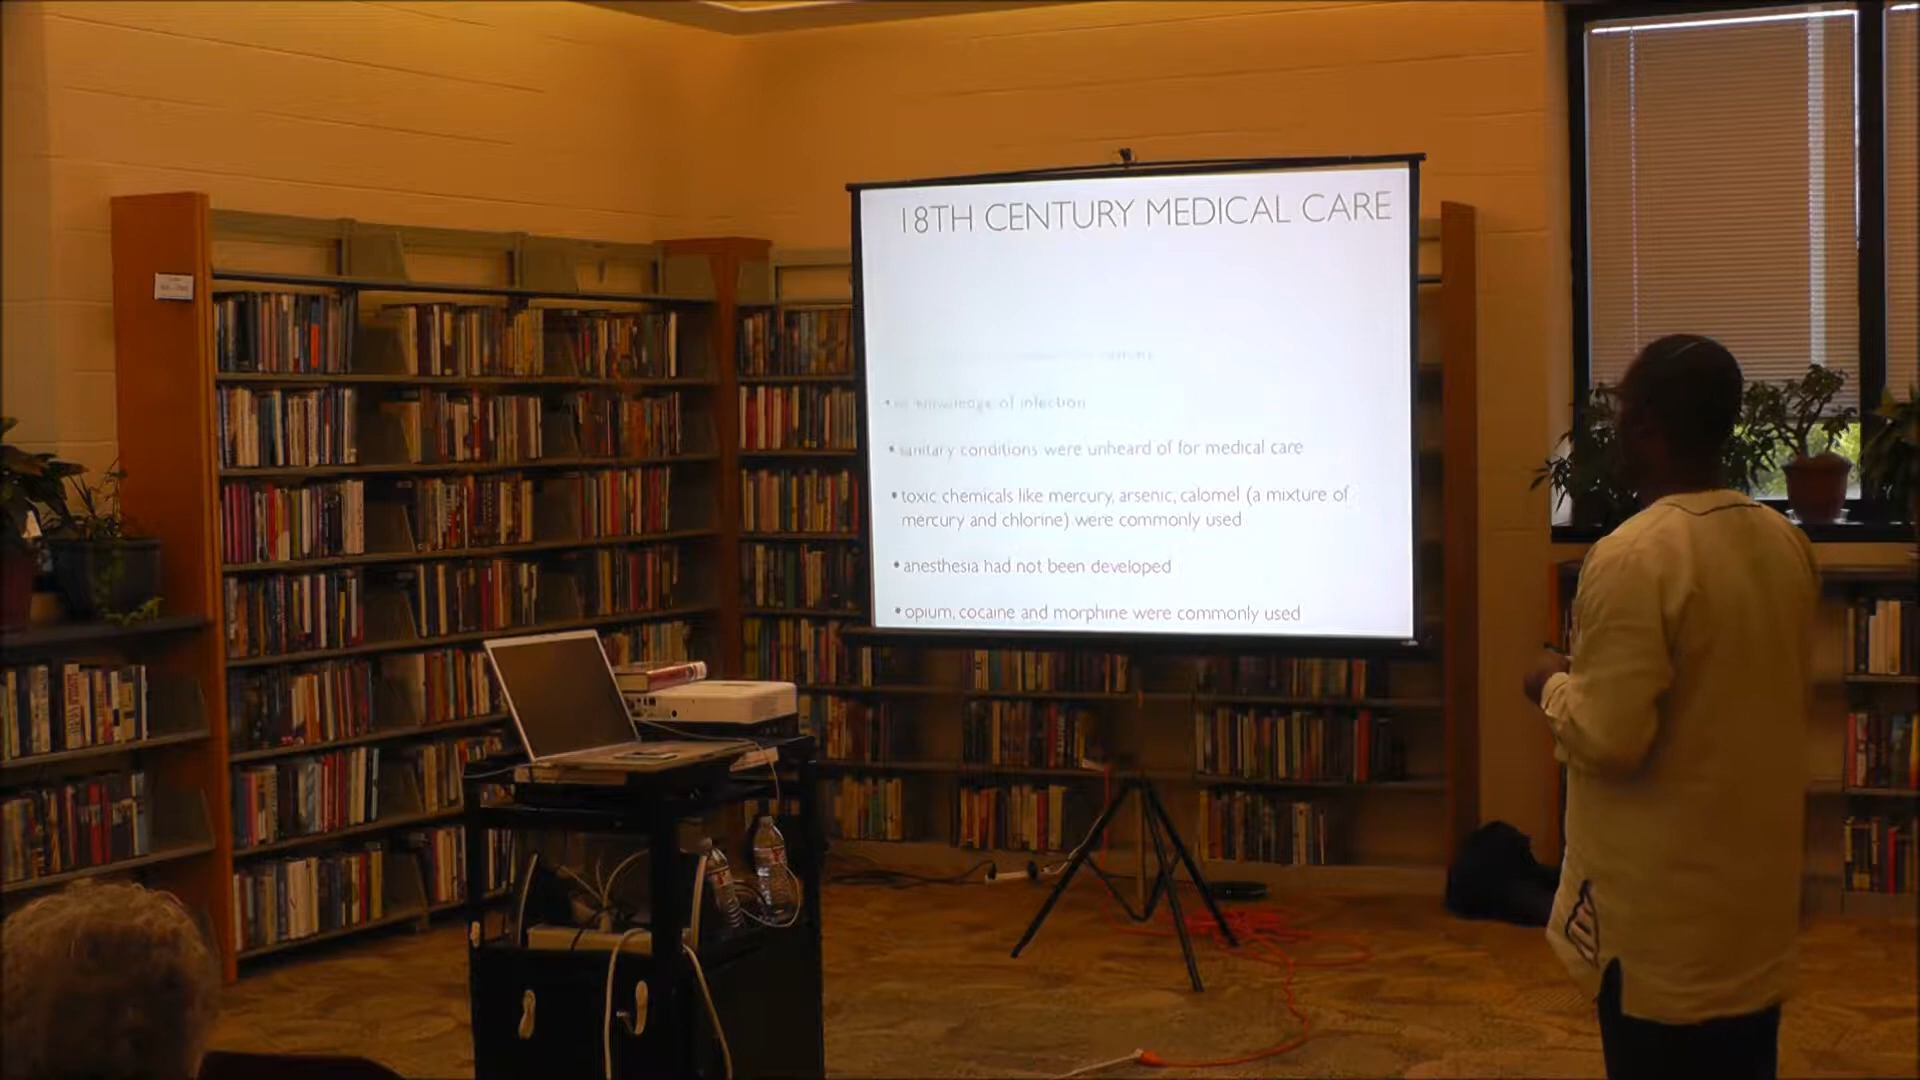 18TH CENTURY MEDICAL CARE
• knowledge of infection
• sanitary conditions were unheard of for medical care
• toxic chemicals like mercury, arsenic, calomel (a mixture of
mercury and chlorine) were commonly used
• anesthesia had not been developed
• opium, cocaine and morphine were commonly used